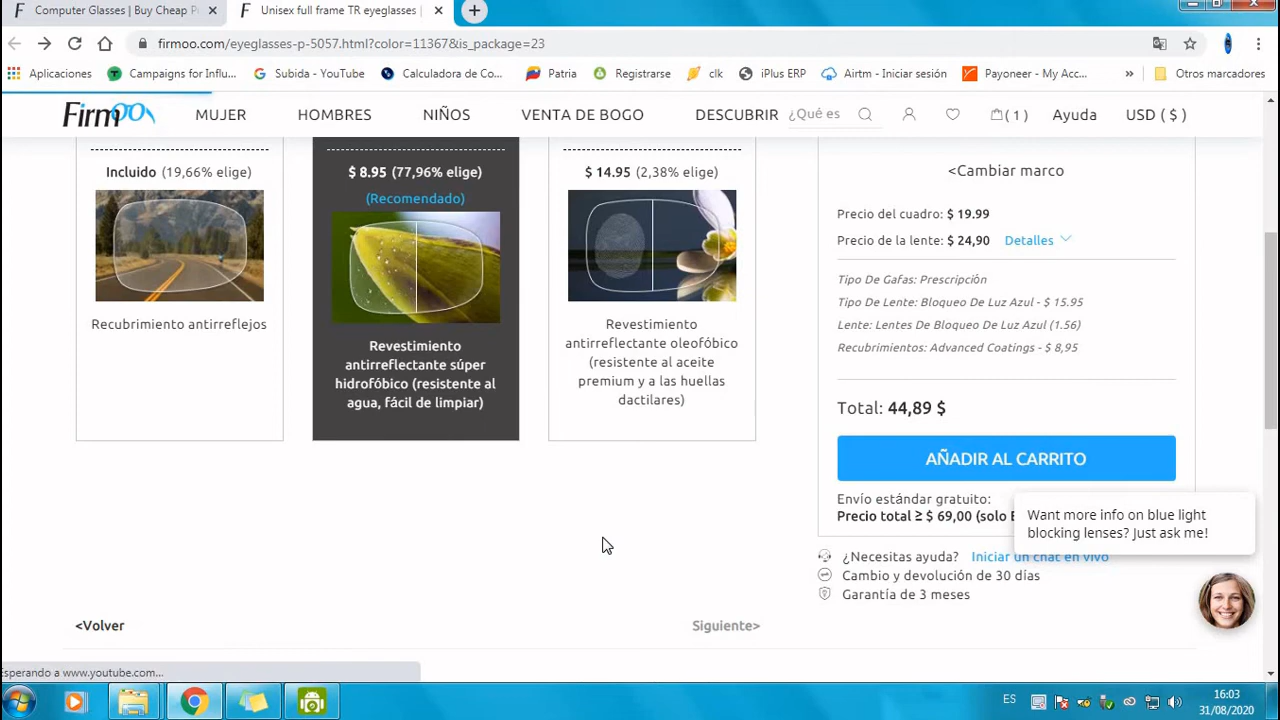 Computer Glasses | Buy Cheap P
Unisex full frame TR eyeglasses |
firmoo.com/eyeglasses-p-5057.html?color=11367&is_package=23
Aplicaciones
Campaigns for Influ...
Subida - YouTube
Calculadora de Co...
Patria
Registrarse
clk
iPlus ERP
Airtm - Iniciar sesión
Payoneer - My Acc...
»
Otros marcadores
Firmoo
MUJER
HOMBRES
NIÑOS
VENTA DE BOGO
DESCUBRIR
¿Qué es
( 1 )
Ayuda
USD ( $ )
Incluido (19,66% elige)
Recubrimiento antirreflejos
$ 8.95 (77,96% elige)
(Recomendado)
Revestimiento
antirreflectante súper
hidrofóbico (resistente al
agua, fácil de limpiar)
$ 14.95 (2,38% elige)
Revestimiento
antirreflectante oleofóbico
(resistente al aceite
premium y a las huellas
dactilares)
<Cambiar marco
Precio del cuadro: $ 19.99
Precio de la lente: $ 24,90 Detalles
Tipo De Gafas: Prescripción
Tipo De Lente: Bloqueo De Luz Azul - $ 15.95
Lente: Lentes De Bloqueo De Luz Azul (1.56)
Recubrimientos: Advanced Coatings - $ 8,95
Total: 44,89 $
AÑADIR AL CARRITO
Envío estándar gratuito:
Precio total ≥ $ 69,00 (solo
Want more info on blue light
blocking lenses? Just ask me!
¿Necesitas ayuda? Iniciar un chat en vivo
Cambio y devolución de 30 días
Garantía de 3 meses
<Volver
Siguiente>
Esperando a www.youtube.com...
ES
16:03
31/08/2020